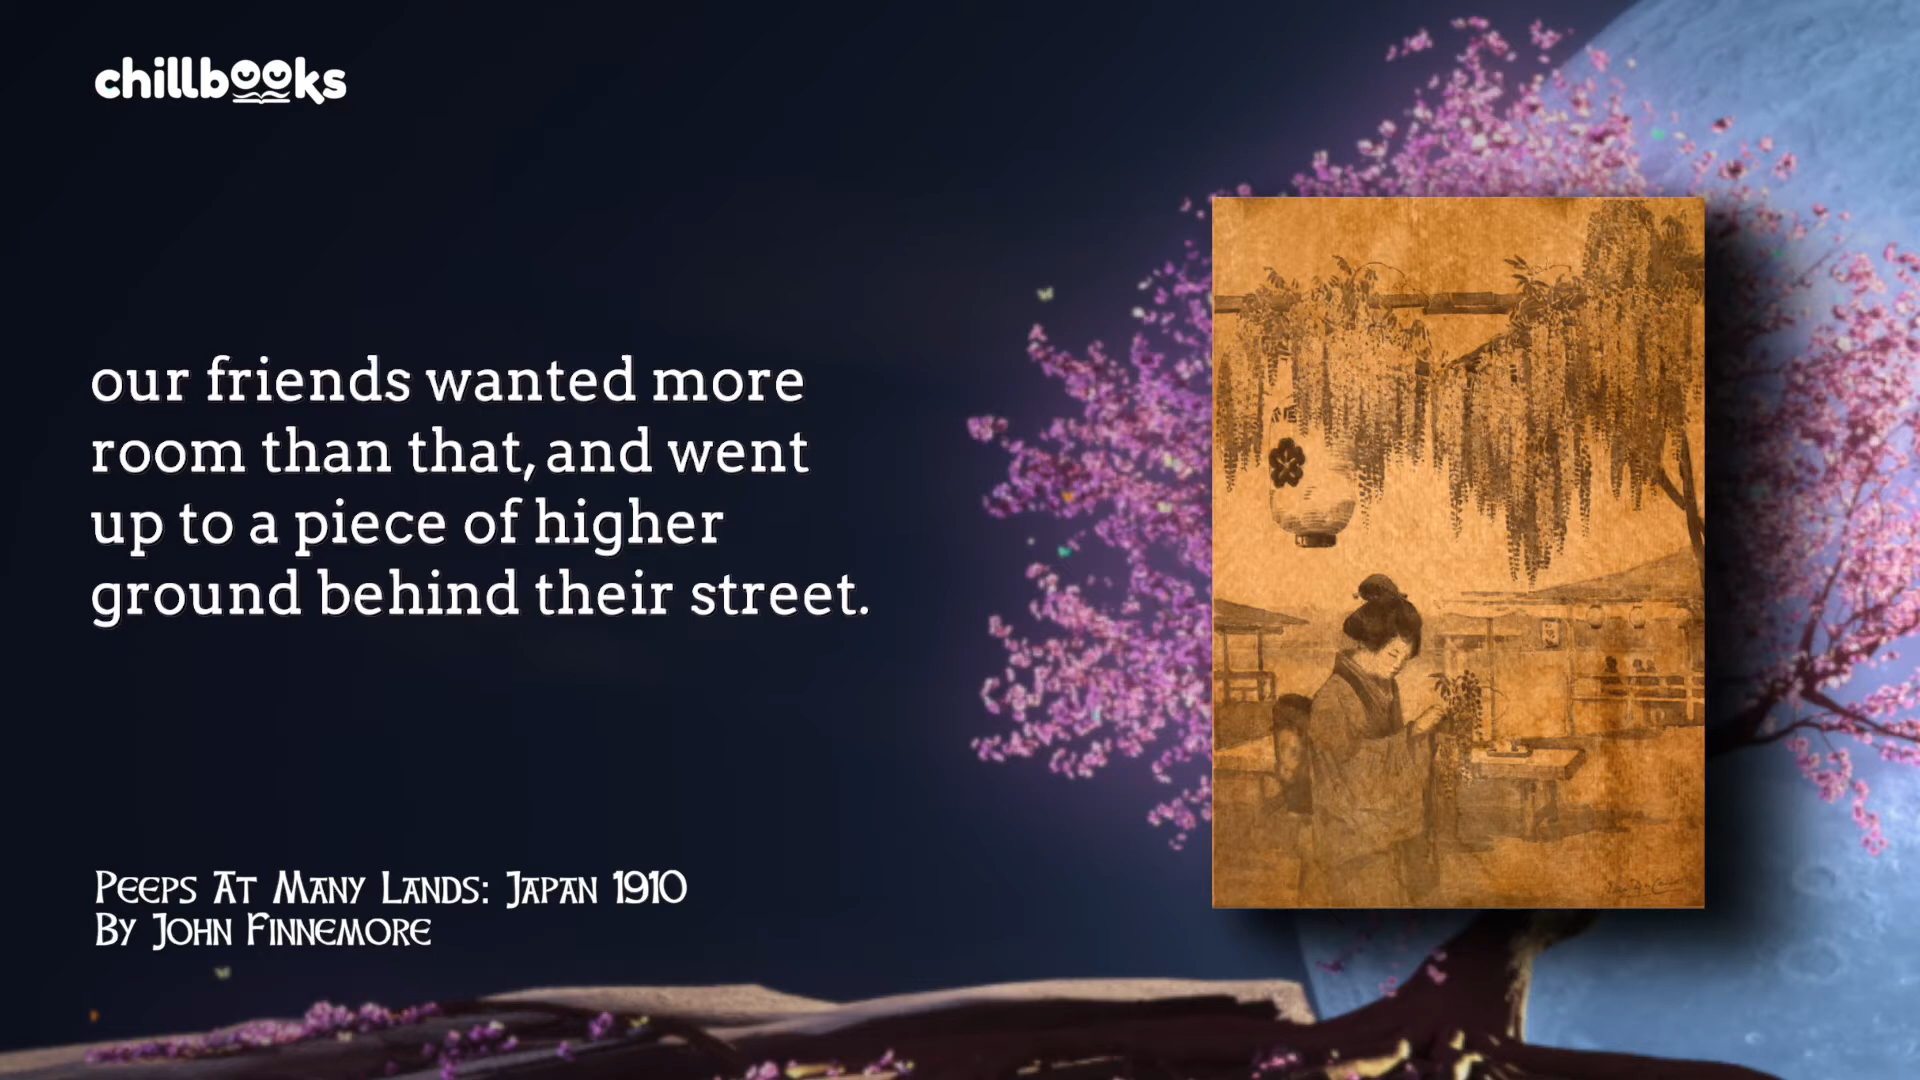 chillbooks
our friends wanted more
room than that, and went
up to a piece of higher
ground behind their street.
Peeps At Many Lands: Japan 1910
By John Finnemore